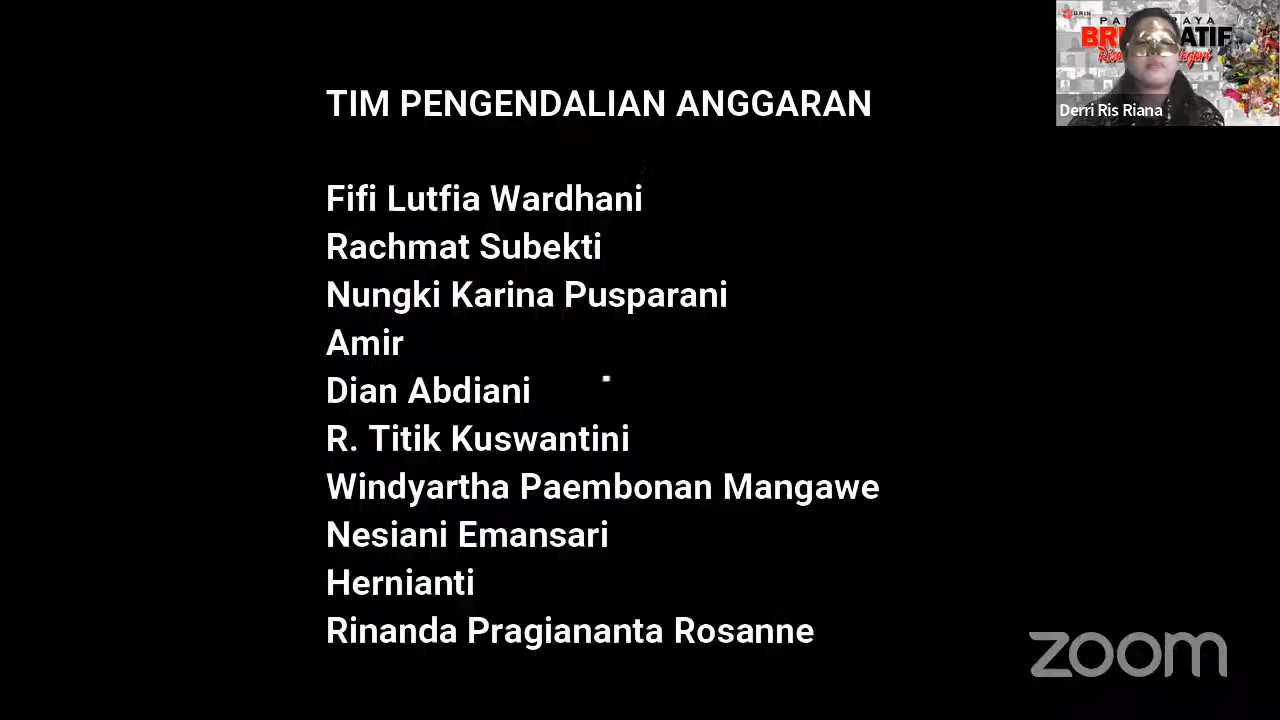 TIM PENGENDALIAN ANGGARAN
Fifi Lutfia Wardhani
Rachmat Subekti
Nungki Karina Pusparani
Amir
Dian Abdiani
R. Titik Kuswantini
Windyartha Paembonan Mangawe
Nesiani Emansari
Hernianti
Rinanda Pragiananta Rosanne
BRIN
Derri Ris Riana
zoom